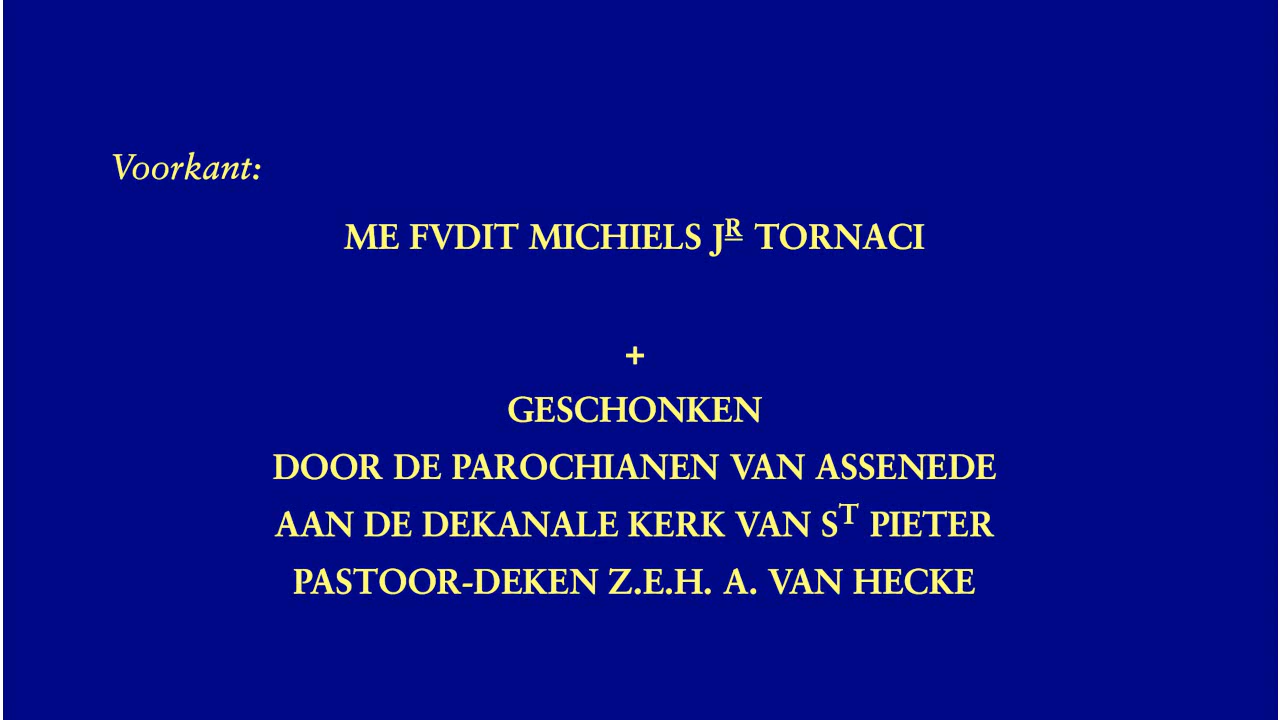 Voorkant:
ME FVDIT MICHIELS JR TORNACI
+
GESCHONKEN
DOOR DE PAROCHIANEN VAN ASSENEDE
AAN DE DEKANALE KERK VAN ST PIETER
PASTOOR-DEKEN Z.E.H. A. VAN HECKE